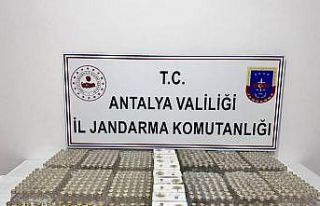 T.C.
ANTALYA VALİLİĞİ
İL JANDARMA KOMUTANLIĞI